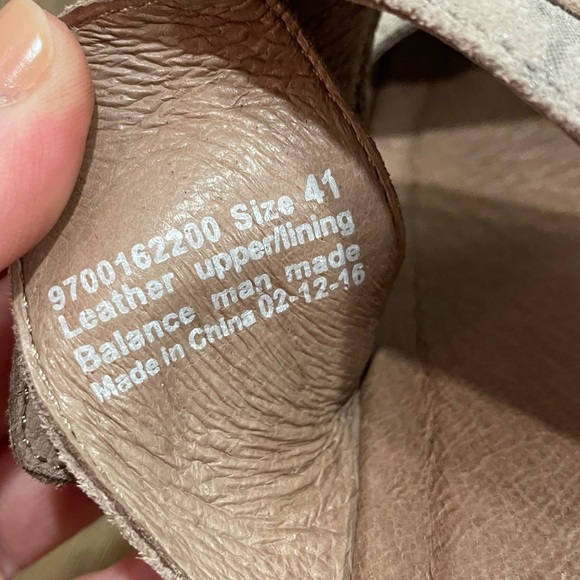 9700162200 Size 41
Leather upper/lining
Balance man made
Made in China 02-12-16